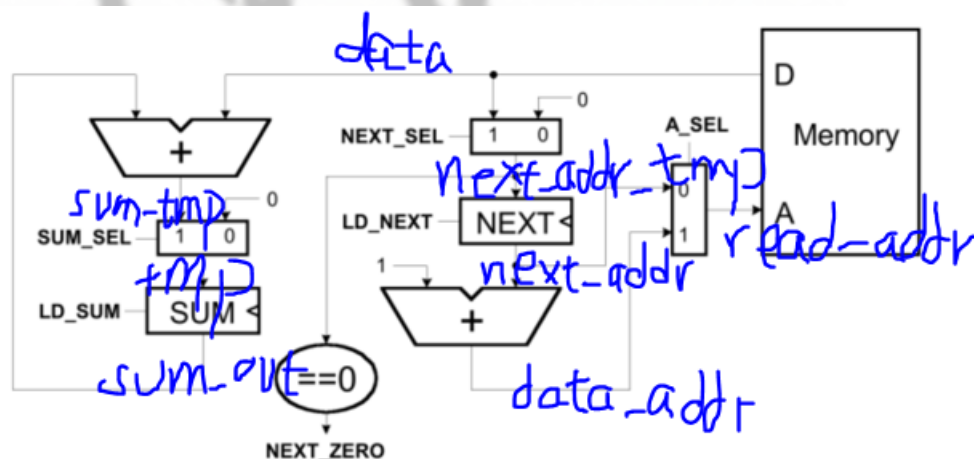 data
D
0
NEXT_SEL
1 0
A_SEL
Memory
+
next_addr_tmp
0
sum_tmp
0
LD_NEXT
NEXT
A
SUM_SEL
1 0
1
read_addr
tmp
1
next_addr
LD_SUM
SUM
+
sum_out
==0
data_addr
NEXT_ZERO